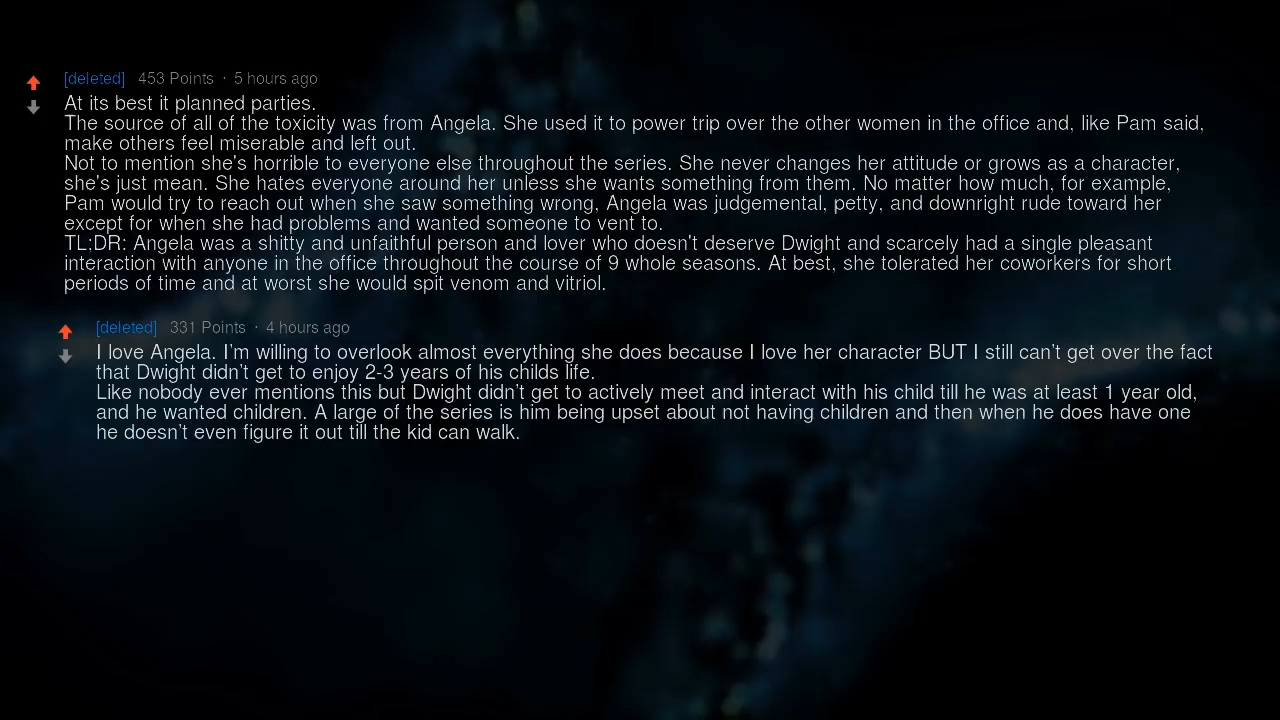 [deleted] 453 Points · 5 hours ago
At its best it planned parties.
The source of all of the toxicity was from Angela. She used it to power trip over the other women in the office and, like Pam said,
make others feel miserable and left out.
Not to mention she's horrible to everyone else throughout the series. She never changes her attitude or grows as a character,
she's just mean. She hates everyone around her unless she wants something from them. No matter how much, for example,
Pam would try to reach out when she saw something wrong, Angela was judgemental, petty, and downright rude toward her
except for when she had problems and wanted someone to vent to.
TL:DR: Angela was a shitty and unfaithful person and lover who doesn't deserve Dwight and scarcely had a single pleasant
interaction with anyone in the office throughout the course of 9 whole seasons. At best, she tolerated her coworkers for short
periods of time and at worst she would spit venom and vitriol.
[deleted] 331 Points · 4 hours ago
I love Angela. I'm willing to overlook almost everything she does because I love her character BUT I still can't get over the fact
that Dwight didn't get to enjoy 2-3 years of his childs life.
Like nobody ever mentions this but Dwight didn't get to actively meet and interact with his child till he was at least 1 year old,
and he wanted children. A large of the series is him being upset about not having children and then when he does have one
he doesn't even figure it out till the kid can walk.